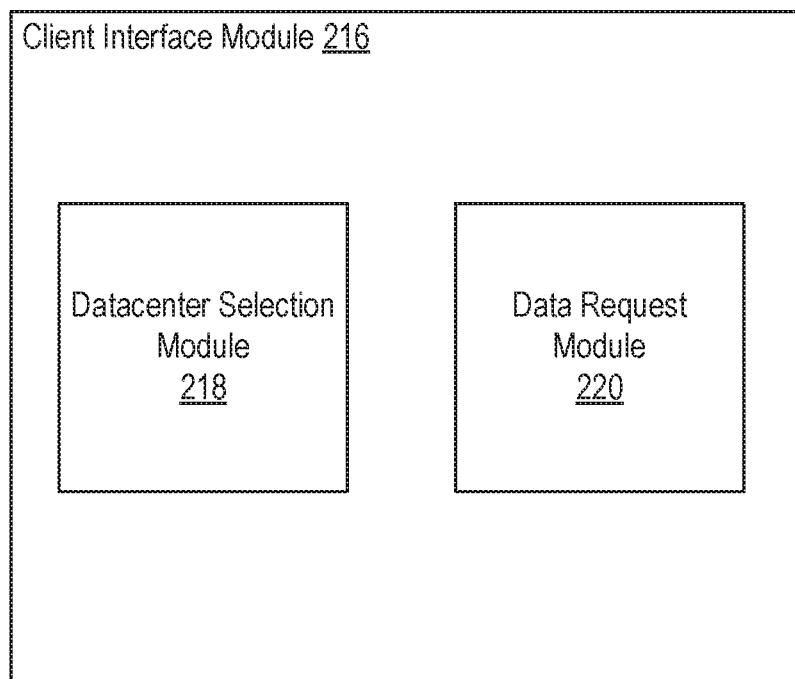 Client Interface Module 216
Datacenter Selection
Module
218
Data Request
Module
220